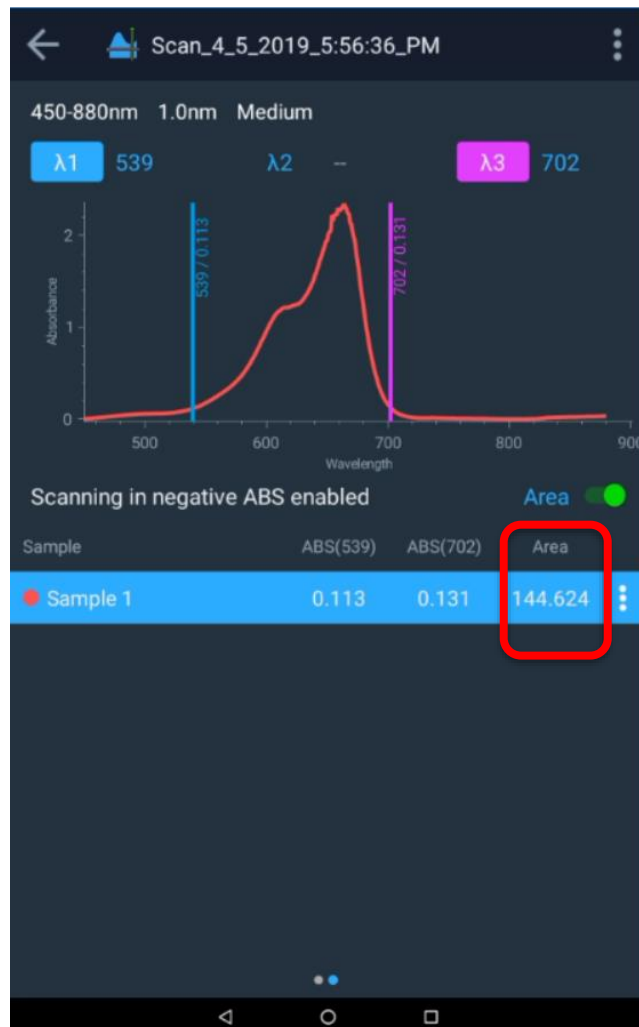 Scan_4_5_2019_5:56:36_PM
450-880nm 1.0nm Medium
λ1 539 λ2 -- λ3 702
2
1
0
Absorbance
539 / 0.113
702 / 0.131
500 600 700 800 900
Wavelength
Scanning in negative ABS enabled Area
Sample ABS(539) ABS(702) Area
Sample 1 0.113 0.131 144.624